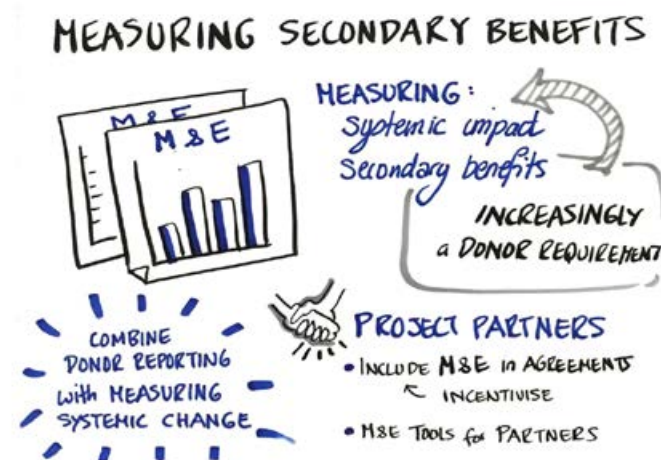 MEASURING SECONDARY BENEFITS
M & E
M & E
MEASURING:
Systemic impact
Secondary benefits
INCREASINGLY
a DONOR REQUIREMENT
COMBINE
DONOR REPORTING
with MEASURING
SYSTEMIC CHANGE
PROJECT PARTNERS
• INCLUDE M&E in AGREEMENTS
INCENTIVISE
• M&E TOOLS for PARTNERS